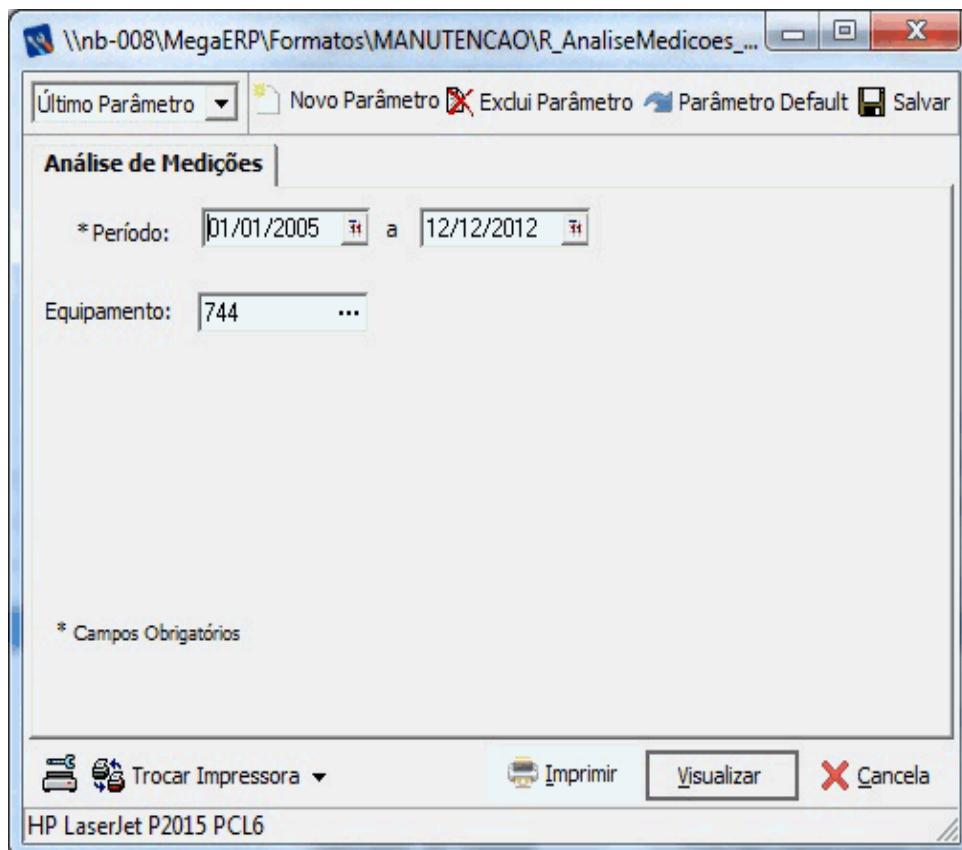 \\nb-008\MegaERP\Formatos\MANUTENCAO\R_AnaliseMedicoes_...
Último Parâmetro Novo Parâmetro Exclui Parâmetro Parâmetro Default Salvar
Análise de Medições
* Período: 01/01/2005 a 12/12/2012
Equipamento: 744 ...
* Campos Obrigatórios
Trocar Impressora Imprimir Visualizar Cancela
HP LaserJet P2015 PCL6